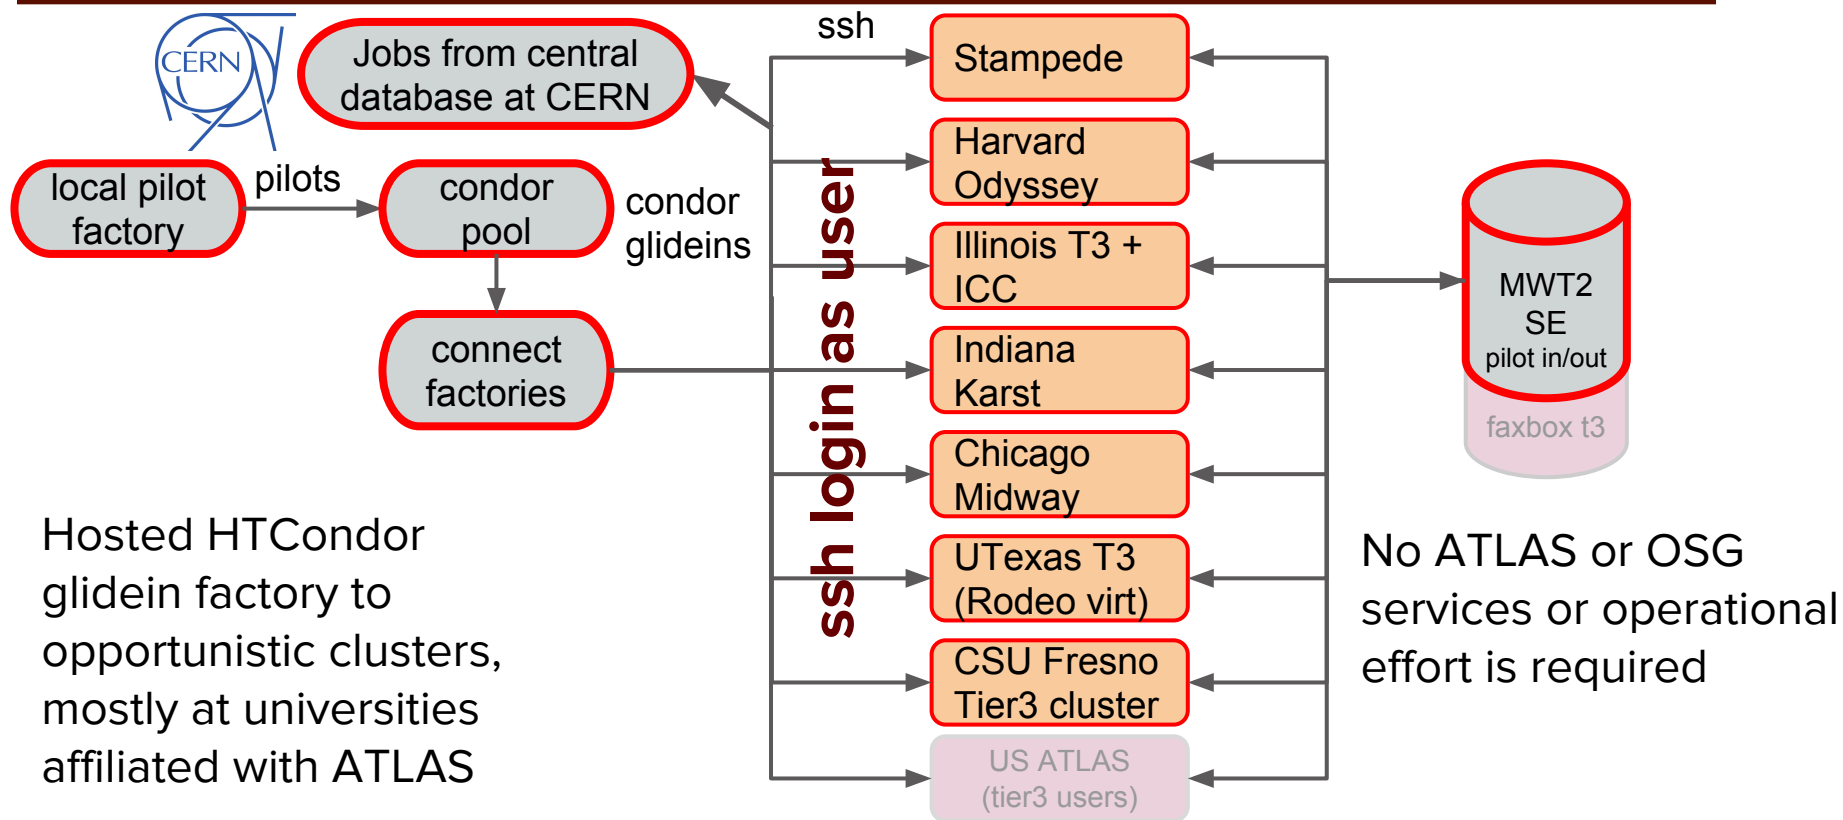 CERN
Jobs from central
database at CERN
ssh
local pilot
factory
pilots
condor
pool
condor
glideins
connect
factories
ssh login as user
Stampede
Harvard
Odyssey
Illinois T3 +
ICC
Indiana
Karst
Chicago
Midway
UTexas T3
(Rodeo virt)
CSU Fresno
Tier3 cluster
US ATLAS
(tier3 users)
MWT2
SE
pilot in/out
faxbox t3
Hosted HTCondor
glidein factory to
opportunistic clusters,
mostly at universities
affiliated with ATLAS
No ATLAS or OSG
services or operational
effort is required